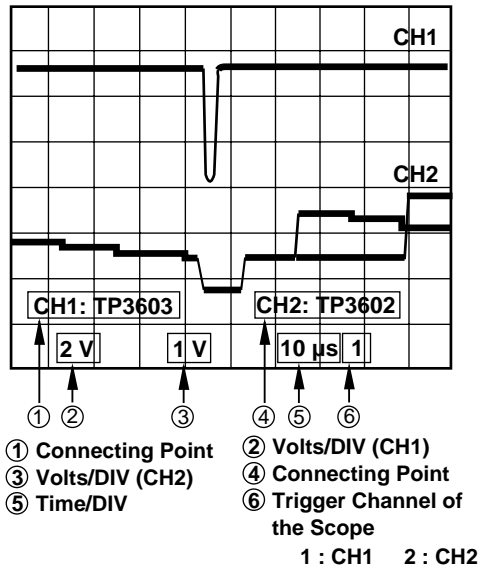 CH1
CH2
CH1: TP3603 CH2: TP3602
2 V 1 V 10 µs 1
① ② ③ ④ ⑤ ⑥
① Connecting Point
③ Volts/DIV (CH2)
⑤ Time/DIV
② Volts/DIV (CH1)
④ Connecting Point
⑥ Trigger Channel of
the Scope
1 : CH1 2 : CH2